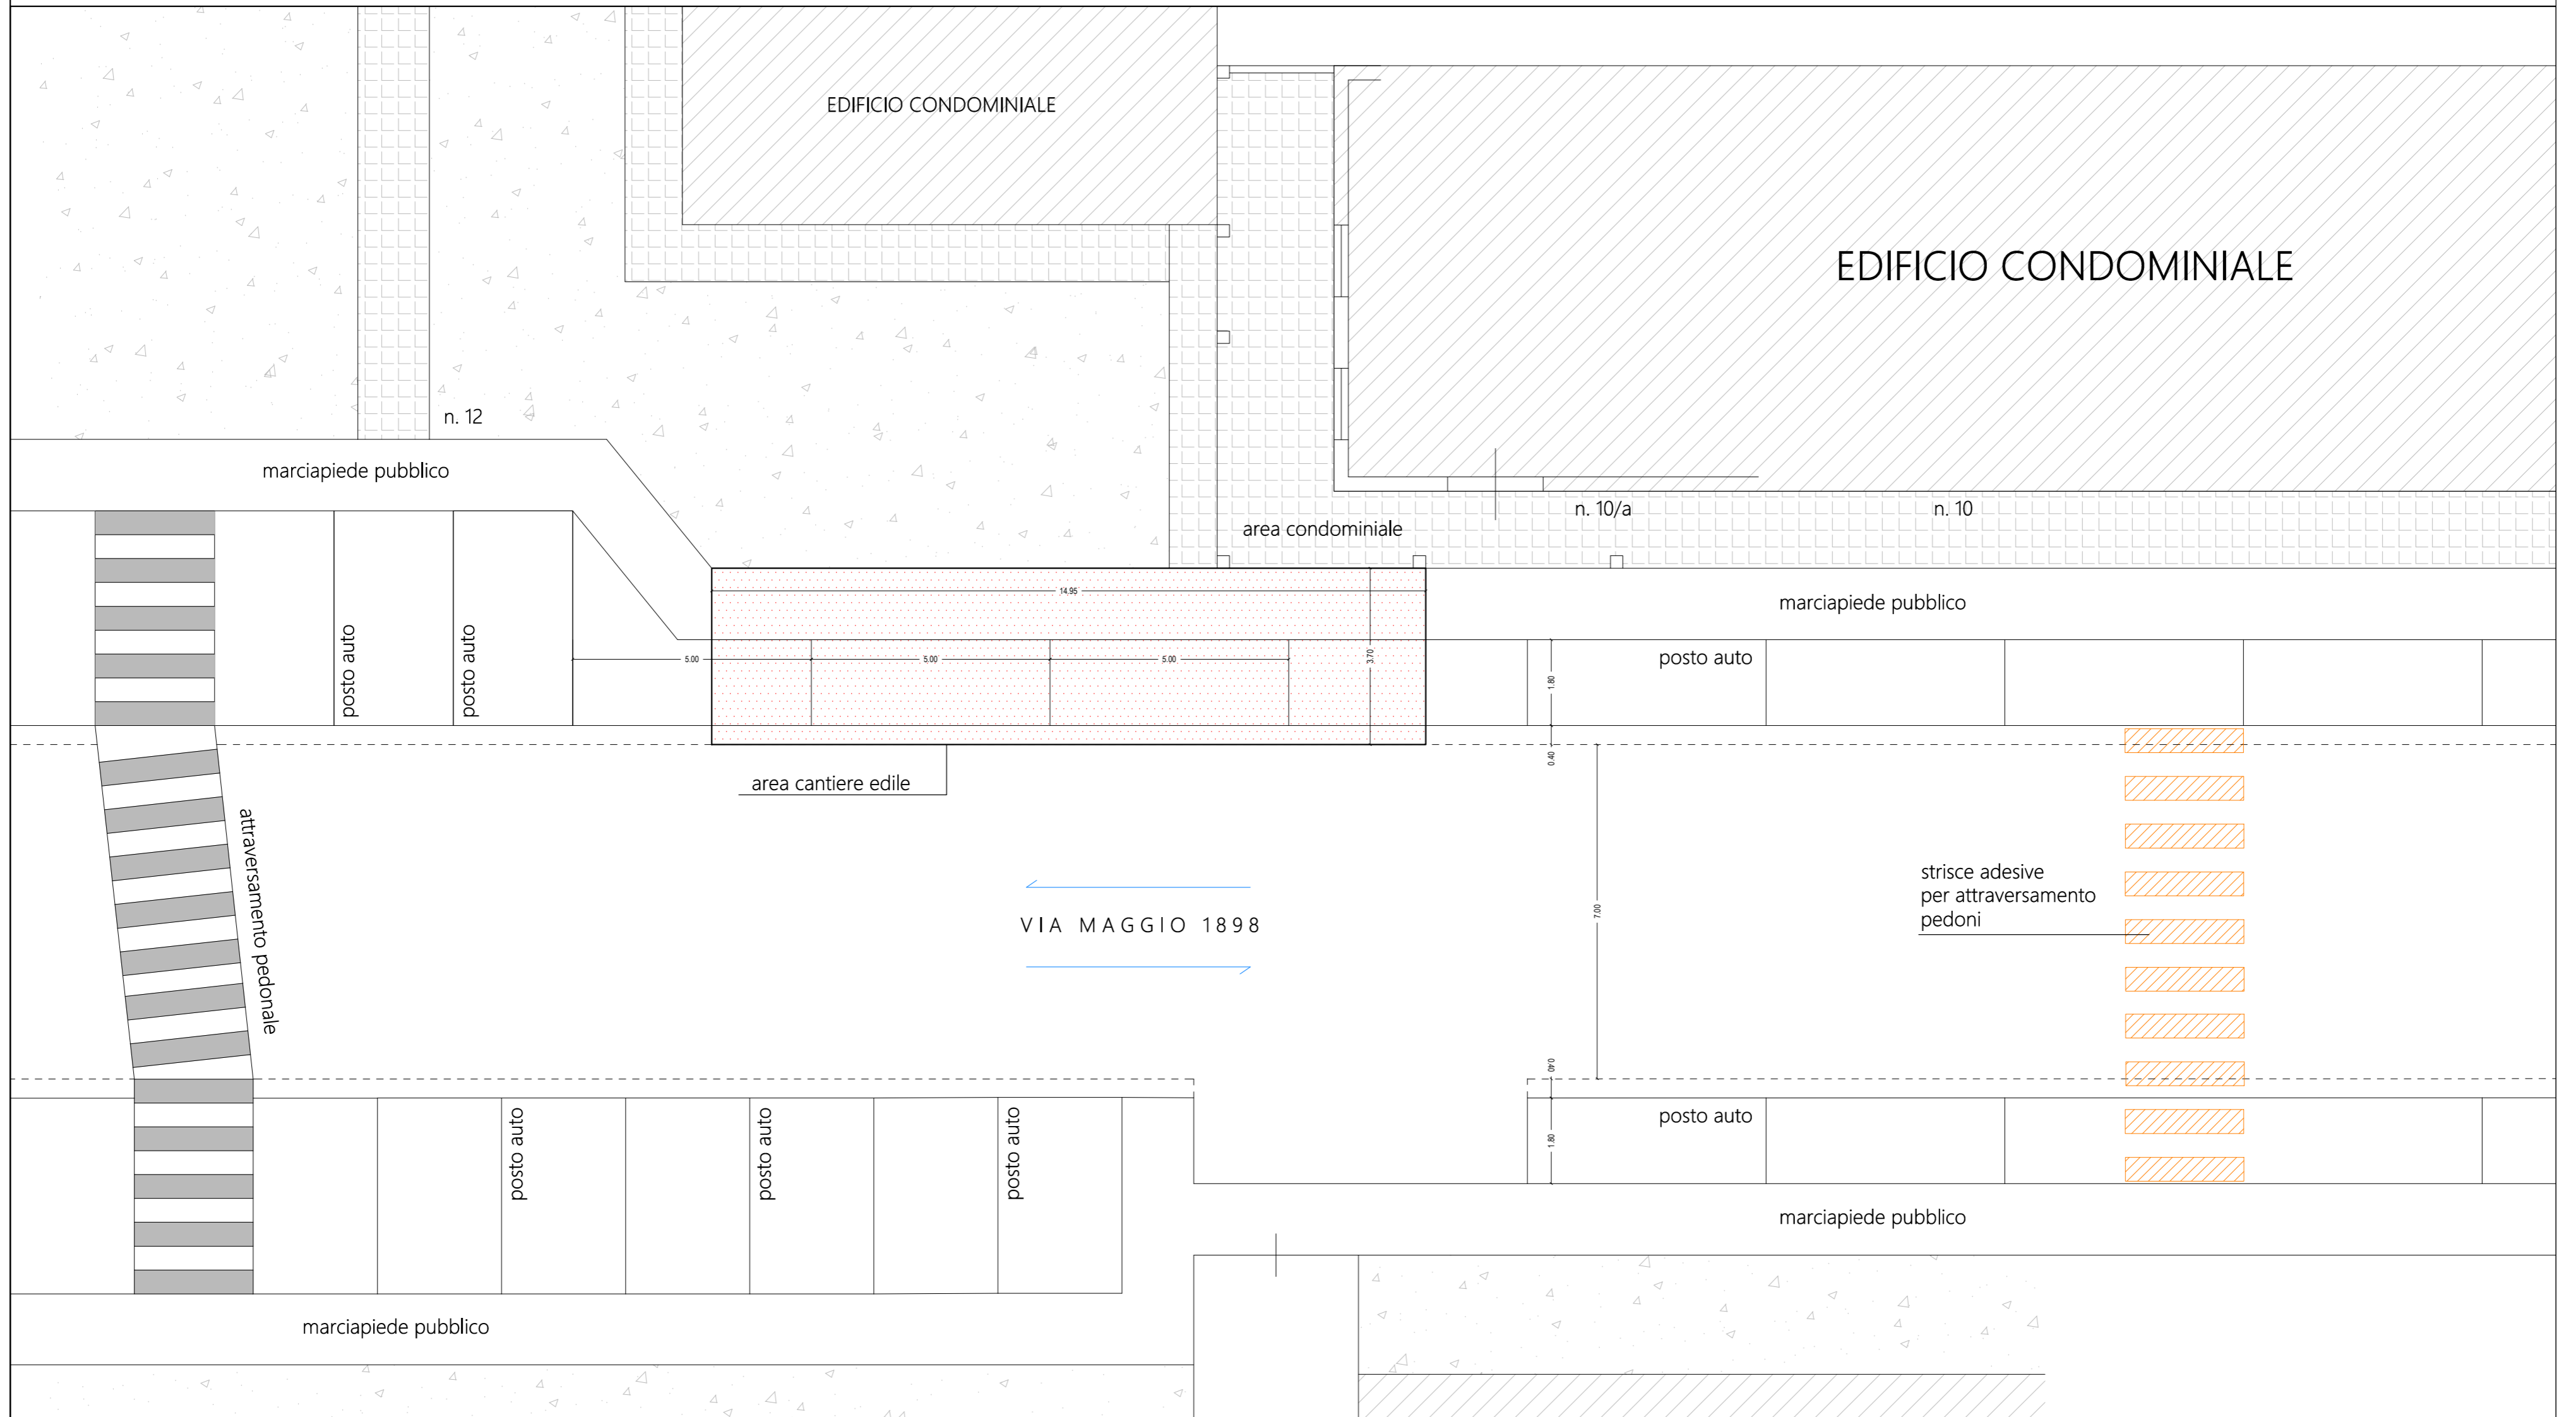 EDIFICIO CONDOMINIALE
EDIFICIO CONDOMINIALE
n. 12
marciapiede pubblico
n. 10/a
n. 10
area condominiale
14.95
marciapiede pubblico
posto auto
posto auto
5.00
5.00
5.00
3.70
1.80
posto auto
0.40
area cantiere edile
attraversamento pedonale
VIA MAGGIO 1898
7.00
strisce adesive
per attraversamento
pedoni
0.40
posto auto
posto auto
posto auto
1.80
posto auto
marciapiede pubblico
marciapiede pubblico